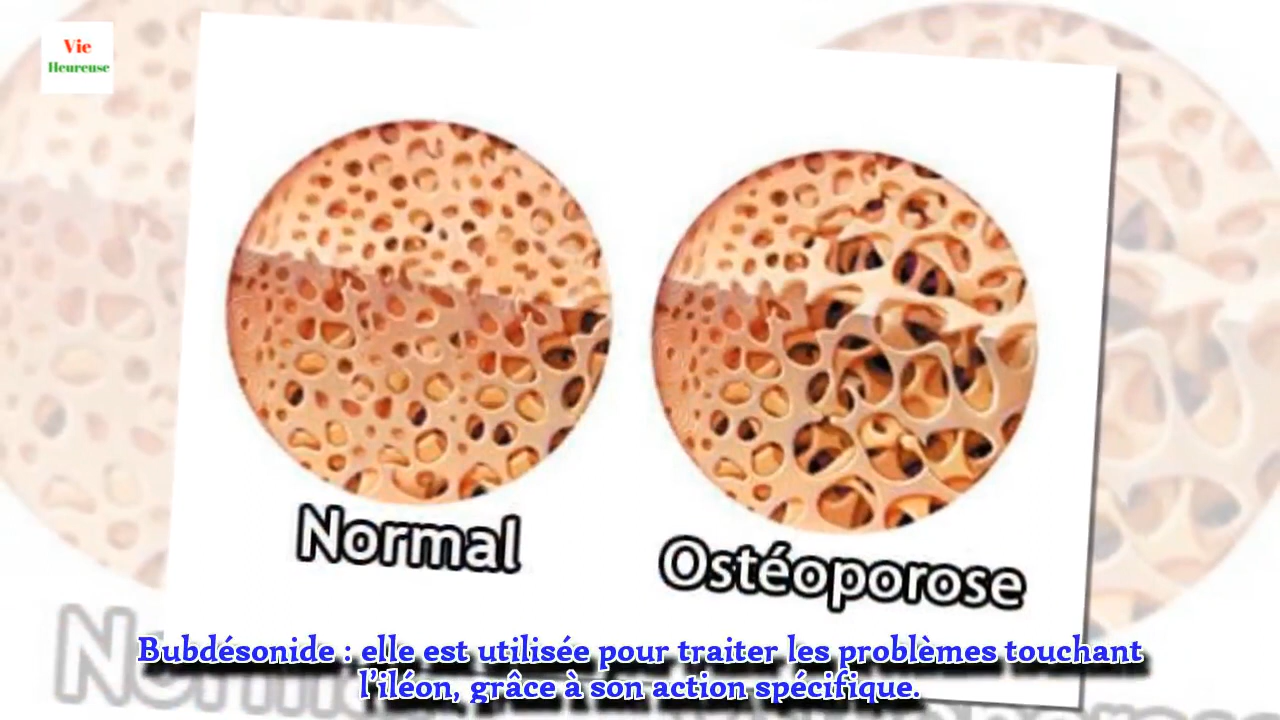 Vie
Heureuse
Normal
Ostéoporose
Bubdésonide : elle est utilisée pour traiter les problèmes touchant
l'iléon, grâce à son action spécifique.